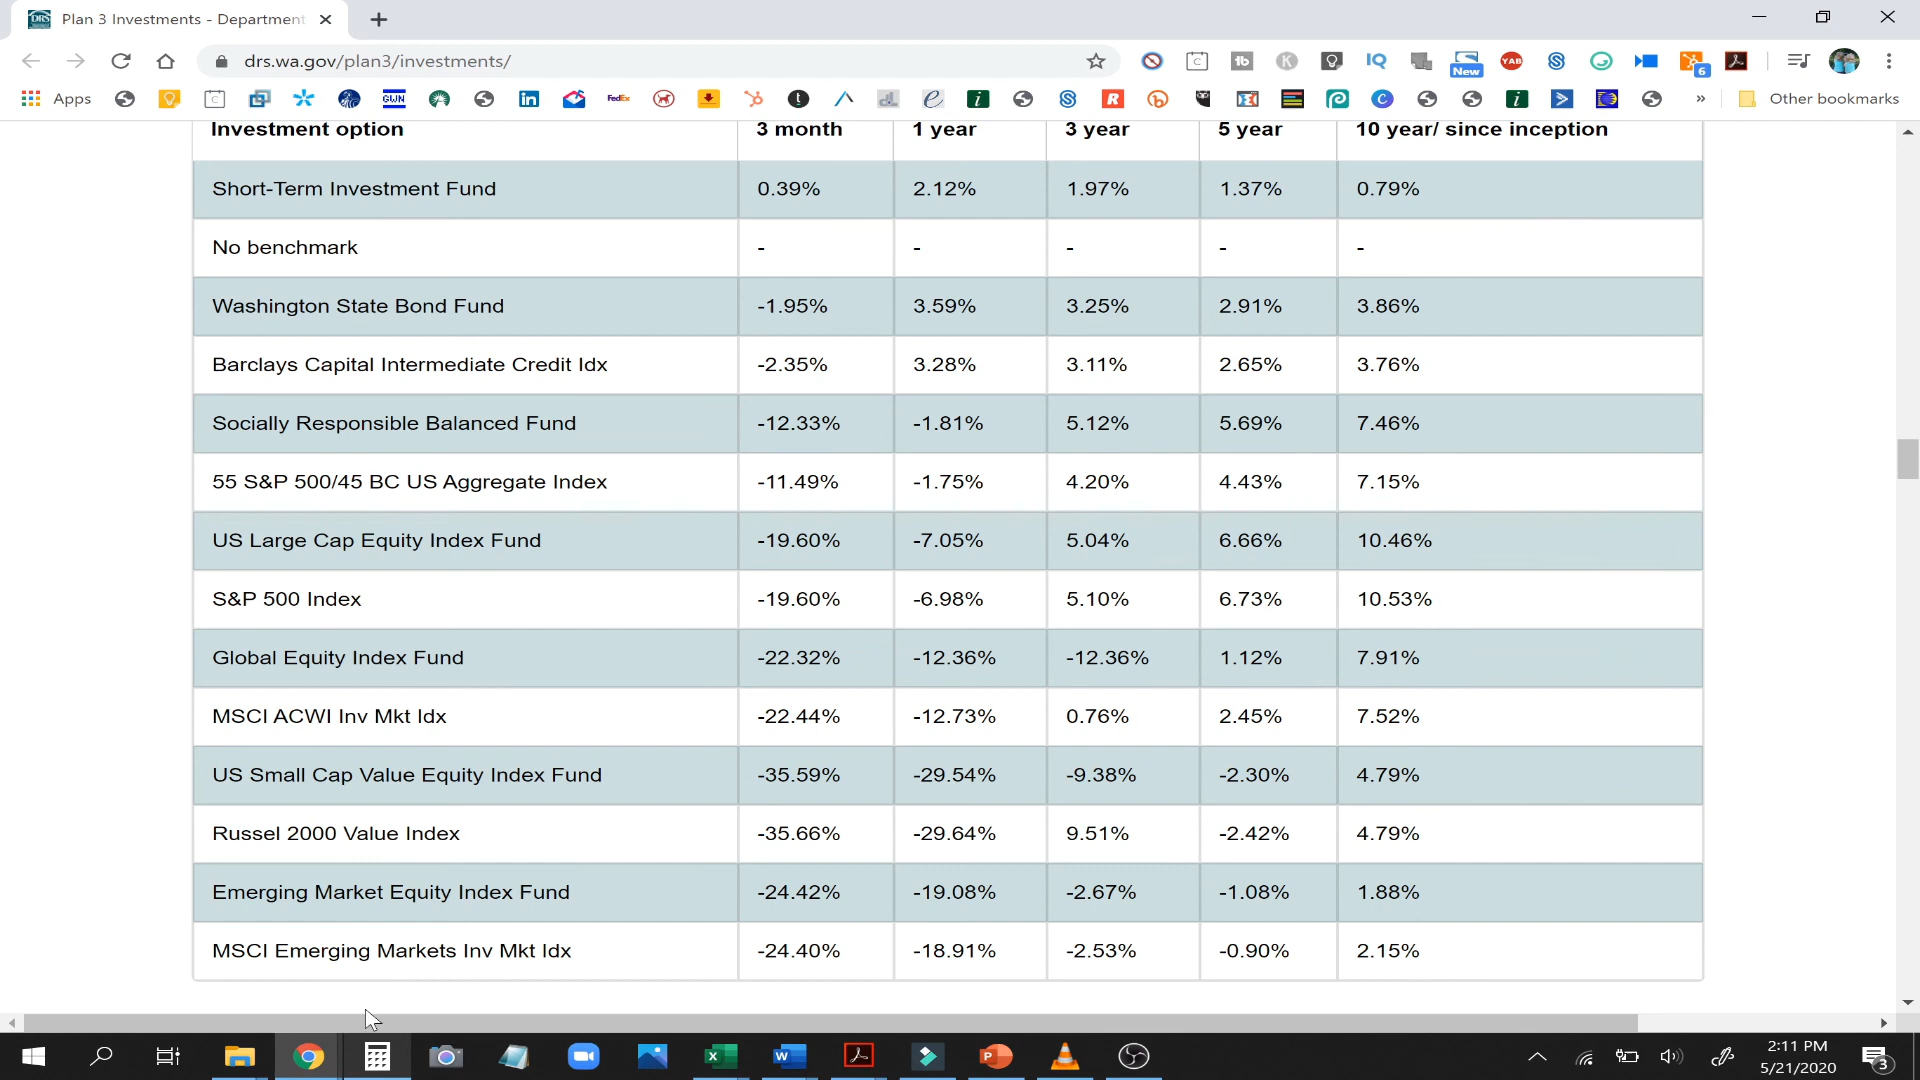 Plan 3 Investments - Department
drs.wa.gov/plan3/investments/
New
YAB
6
Apps
GWN
FedEx
Other bookmarks
Investment option 3 month 1 year 3 year 5 year 10 year/ since inception
Short-Term Investment Fund 0.39% 2.12% 1.97% 1.37% 0.79%
No benchmark - - - - -
Washington State Bond Fund -1.95% 3.59% 3.25% 2.91% 3.86%
Barclays Capital Intermediate Credit Idx -2.35% 3.28% 3.11% 2.65% 3.76%
Socially Responsible Balanced Fund -12.33% -1.81% 5.12% 5.69% 7.46%
55 S&P 500/45 BC US Aggregate Index -11.49% -1.75% 4.20% 4.43% 7.15%
US Large Cap Equity Index Fund -19.60% -7.05% 5.04% 6.66% 10.46%
S&P 500 Index -19.60% -6.98% 5.10% 6.73% 10.53%
Global Equity Index Fund -22.32% -12.36% -12.36% 1.12% 7.91%
MSCI ACWI Inv Mkt Idx -22.44% -12.73% 0.76% 2.45% 7.52%
US Small Cap Value Equity Index Fund -35.59% -29.54% -9.38% -2.30% 4.79%
Russel 2000 Value Index -35.66% -29.64% 9.51% -2.42% 4.79%
Emerging Market Equity Index Fund -24.42% -19.08% -2.67% -1.08% 1.88%
MSCI Emerging Markets Inv Mkt Idx -24.40% -18.91% -2.53% -0.90% 2.15%
2:11 PM
5/21/2020
3